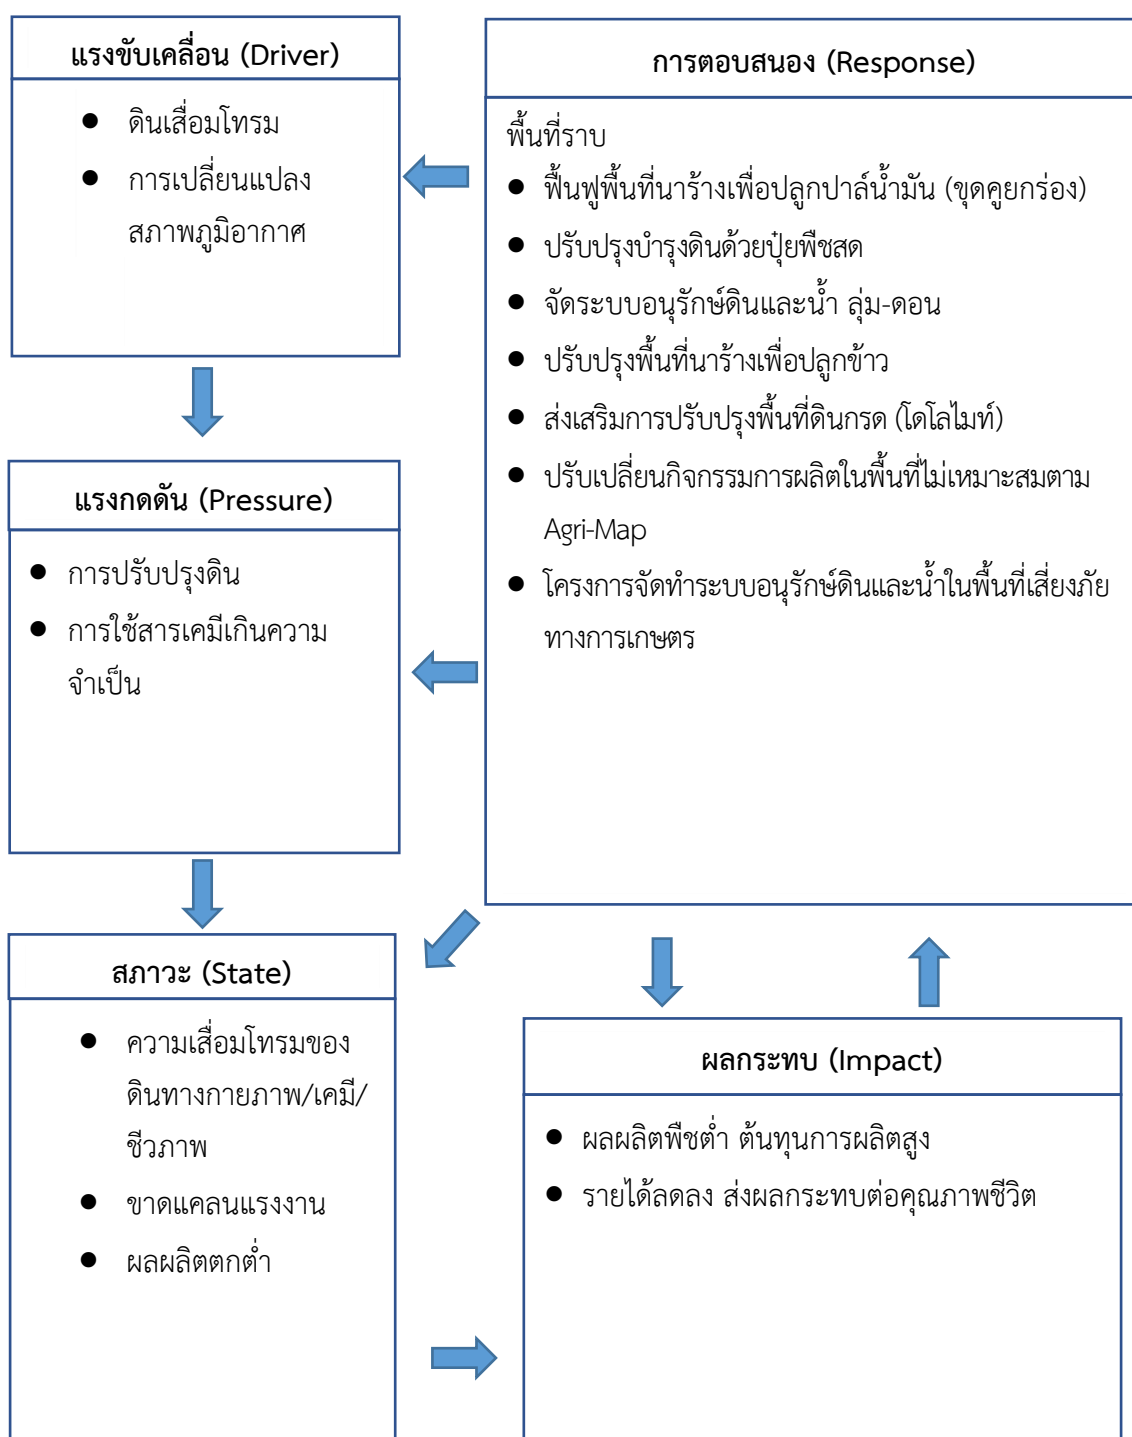 แรงขับเคลื่อน (Driver)
● ดินเสื่อมโทรม
● การเปลี่ยนแปลง
สภาพภูมิอากาศ
การตอบสนอง (Response)
พื้นที่ราบ
● ฟื้นฟูพื้นที่นาร้างเพื่อปลูกปาล์น้ำมัน (ขุดคูยกร่อง)
● ปรับปรุงบำรุงดินด้วยปุ๋ยพืชสด
● จัดระบบอนุรักษ์ดินและน้ำ ลุ่ม-ดอน
● ปรับปรุงพื้นที่นาร้างเพื่อปลูกข้าว
● ส่งเสริมการปรับปรุงพื้นที่ดินกรด (โดโลไมท์)
● ปรับเปลี่ยนกิจกรรมการผลิตในพื้นที่ไม่เหมาะสมตาม
Agri-Map
● โครงการจัดทำระบบอนุรักษ์ดินและน้ำในพื้นที่เสี่ยงภัย
ทางการเกษตร
แรงกดดัน (Pressure)
● การปรับปรุงดิน
● การใช้สารเคมีเกินความ
จำเป็น
สภาวะ (State)
● ความเสื่อมโทรมของ
ดินทางกายภาพ/เคมี/
ชีวภาพ
● ขาดแคลนแรงงาน
● ผลผลิตตกต่ำ
ผลกระทบ (Impact)
● ผลผลิตพืชต่ำ ต้นทุนการผลิตสูง
● รายได้ลดลง ส่งผลกระทบต่อคุณภาพชีวิต